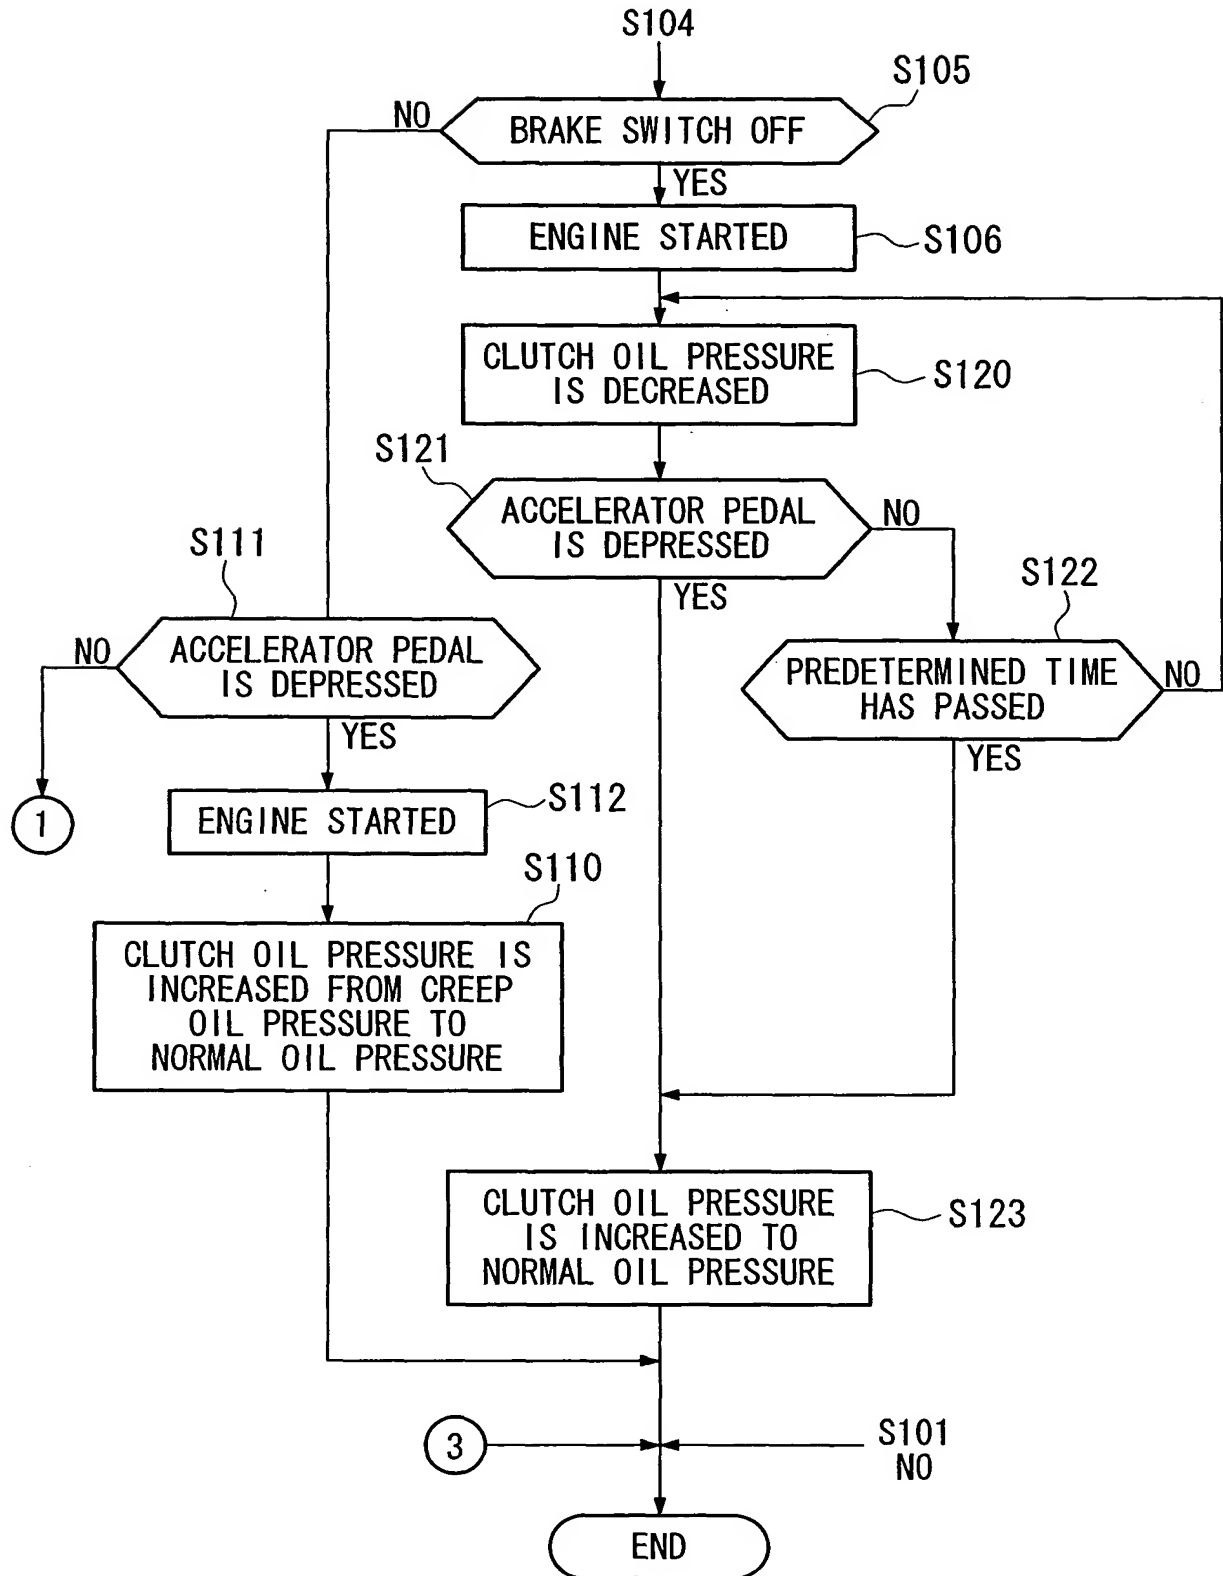 S104
S105
NO
BRAKE SWITCH OFF
YES
ENGINE STARTED
S106
CLUTCH OIL PRESSURE
IS DECREASED
S120
S121
ACCELERATOR PEDAL
IS DEPRESSED
NO
YES
S111
S122
NO
ACCELERATOR PEDAL
IS DEPRESSED
PREDETERMINED TIME
HAS PASSED
NO
YES
YES
1
ENGINE STARTED
S112
S110
CLUTCH OIL PRESSURE IS
INCREASED FROM CREEP
OIL PRESSURE TO
NORMAL OIL PRESSURE
CLUTCH OIL PRESSURE
IS INCREASED TO
NORMAL OIL PRESSURE
S123
3
S101
NO
END